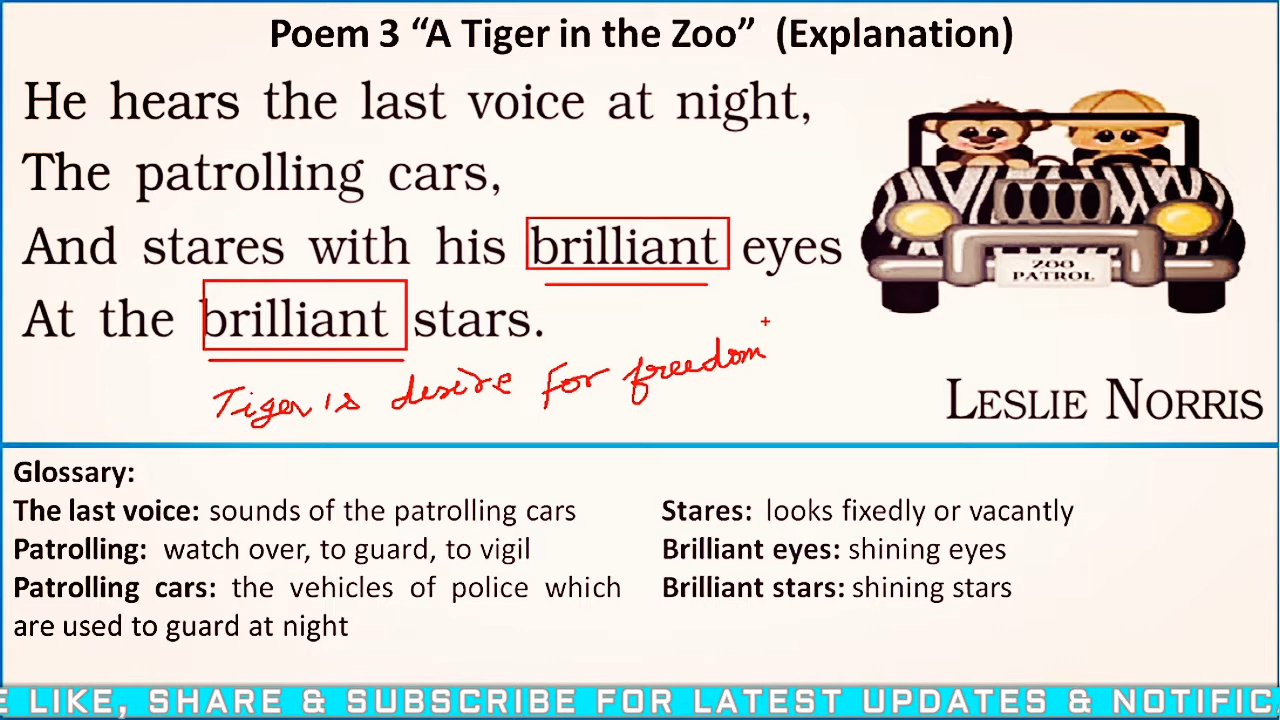 Poem 3 “A Tiger in the Zoo” (Explanation)
He hears the last voice at night,
The patrolling cars,
And stares with his brilliant eyes
At the brilliant stars.
Tiger's desire for freedom
ZOO
PATROL
LESLIE NORRIS
Glossary:
The last voice: sounds of the patrolling cars
Patrolling: watch over, to guard, to vigil
Patrolling cars: the vehicles of police which
are used to guard at night
Stares: looks fixedly or vacantly
Brilliant eyes: shining eyes
Brilliant stars: shining stars
E LIKE, SHARE & SUBSCRIBE FOR LATEST UPDATES & NOTIFICA